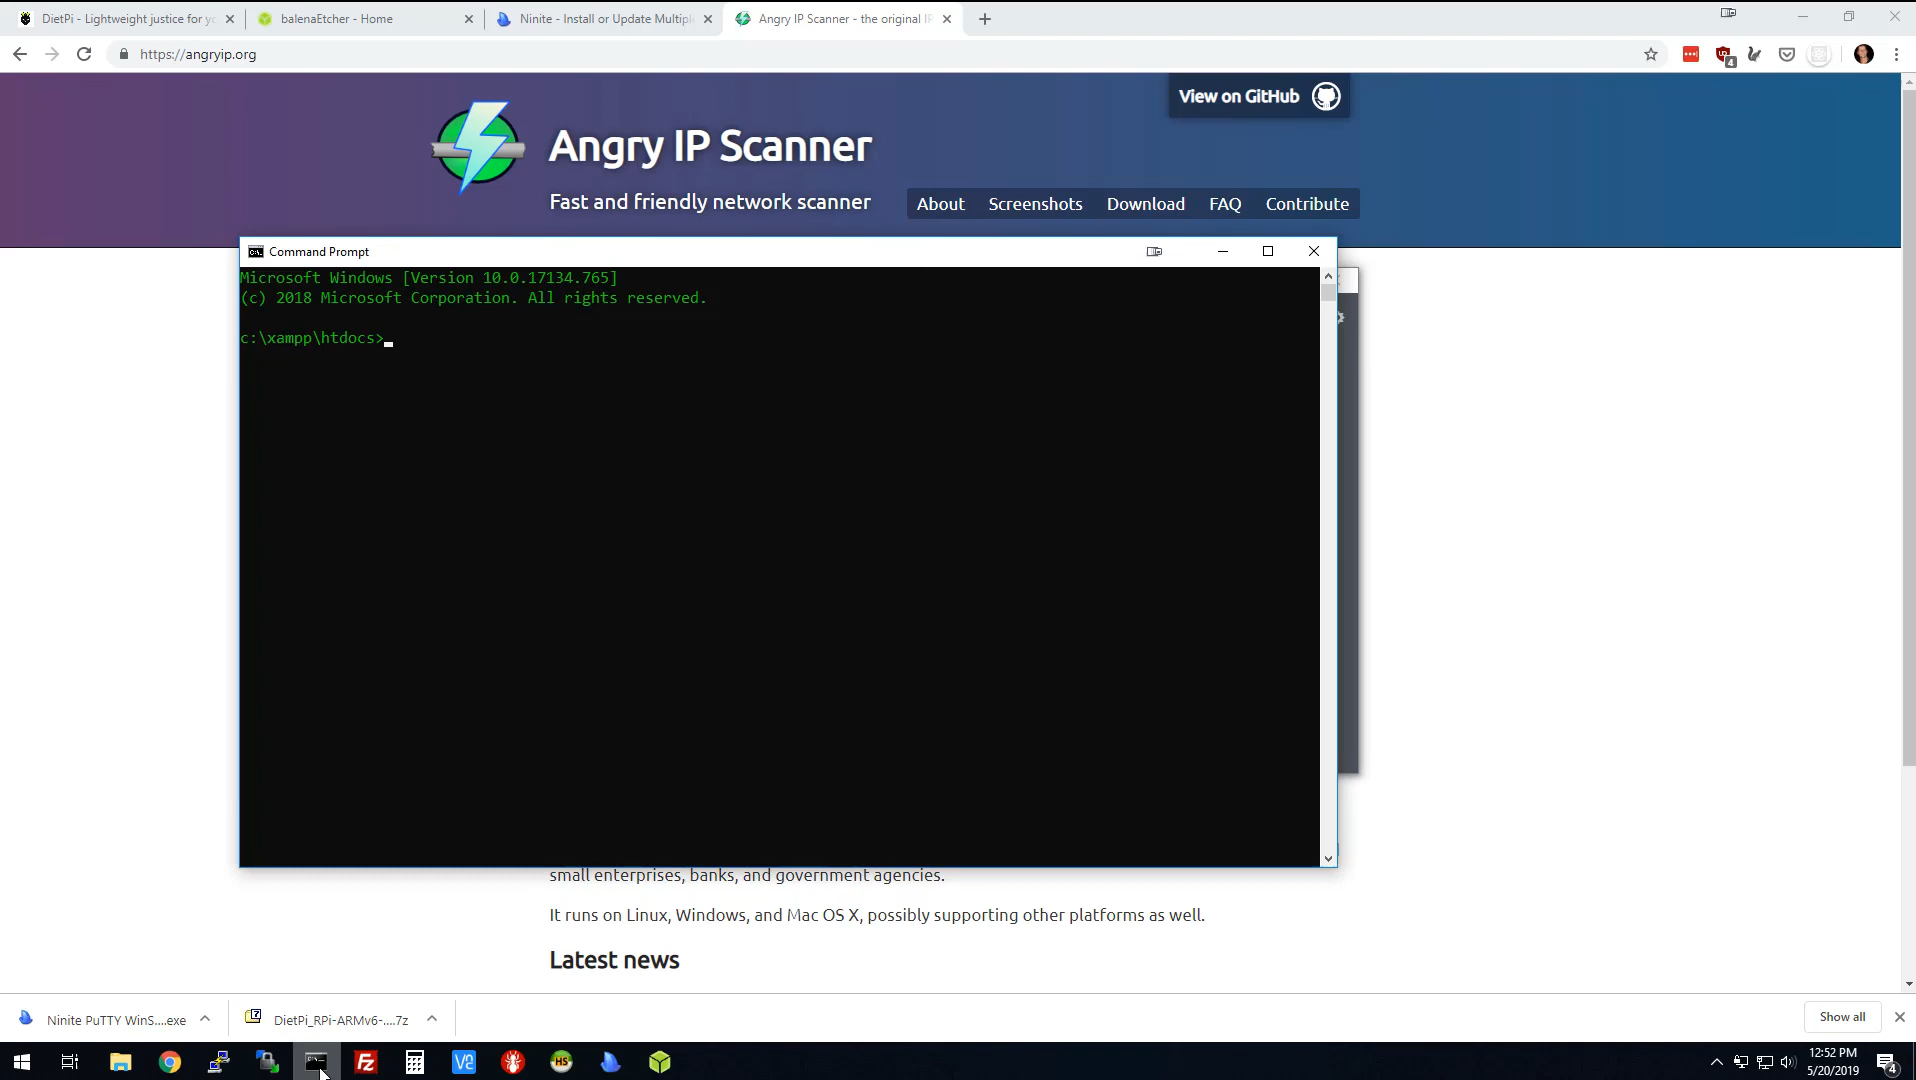 DietPi - Lightweight justice for y
balenaEtcher - Home
Ninite - Install or Update Multipl
Angry IP Scanner - the original IP
https://angryip.org
4
View on GitHub
Angry IP Scanner
Fast and friendly network scanner
About
Screenshots
Download
FAQ
Contribute
Command Prompt
Microsoft Windows [Version 10.0.17134.765]
(c) 2018 Microsoft Corporation. All rights reserved.
c:\xampp\htdocs>
small enterprises, banks, and government agencies.
It runs on Linux, Windows, and Mac OS X, possibly supporting other platforms as well.
Latest news
Ninite PuTTY WinS....exe
DietPi_RPi-ARMv6-....7z
Show all
12:52 PM
5/20/2019
4